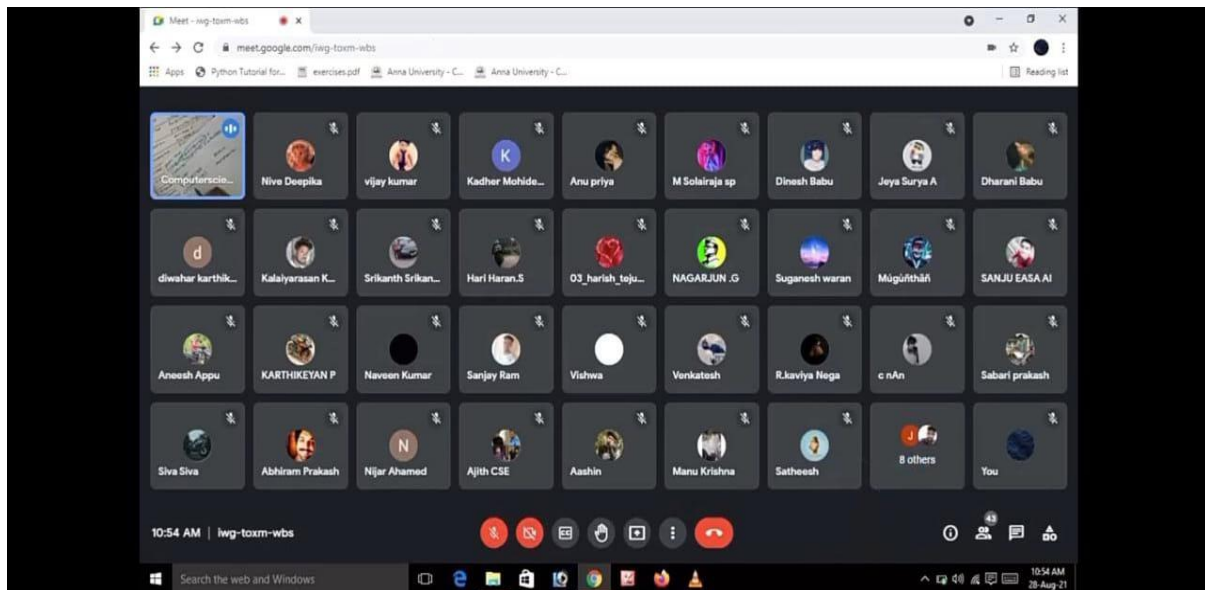 Meet - iwg-toxm-wbs
meet.google.com/iwg-toxm-wbs
Apps Python Tutorial for... exercises.pdf Anna University - C... Anna University - C... Reading list
Computerscie... Nive Deepika vijay kumar K Kadher Mohide... Anu priya M Solairaja sp Dinesh Babu Jeya Surya A Dharani Babu
d diwahar karthik... Kalaiyarasan K... Srikanth Srikan... Hari Haran.S 03_harish_teju... NAGARJUN .G Suganesh waran Múgùñthâñ SANJU EASA AI
Aneesh Appu KARTHIKEYAN P Naveen Kumar Sanjay Ram Vishwa Venkatesh R.kaviya Nega c nAn Sabari prakash
Siva Siva Abhiram Prakash N Nijar Ahamed Ajith CSE Aashin Manu Krishna Satheesh J 8 others You
10:54 AM | iwg-toxm-wbs 43
Search the web and Windows 10:54 AM
28-Aug-21